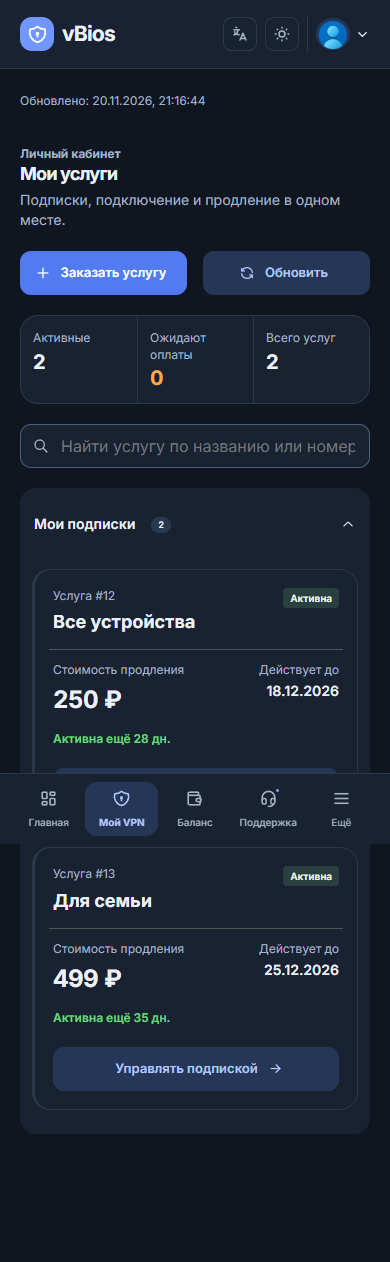 vBios
Обновлено: 20.11.2026, 21:16:44
Личный кабинет
Мои услуги
Подписки, подключение и продление в одном
месте.
Заказать услугу
Обновить
Активные
2
Ожидают
оплаты
0
Всего услуг
2
Найти услугу по названию или номер
Мои подписки 2
Услуга #12
Активна
Все устройства
Стоимость продления
250 ₽
Действует до
18.12.2026
Активна ещё 28 дн.
Главная
Мой VPN
Баланс
Поддержка
Ещё
Услуга #13
Активна
Для семьи
Стоимость продления
499 ₽
Действует до
25.12.2026
Активна ещё 35 дн.
Управлять подпиской